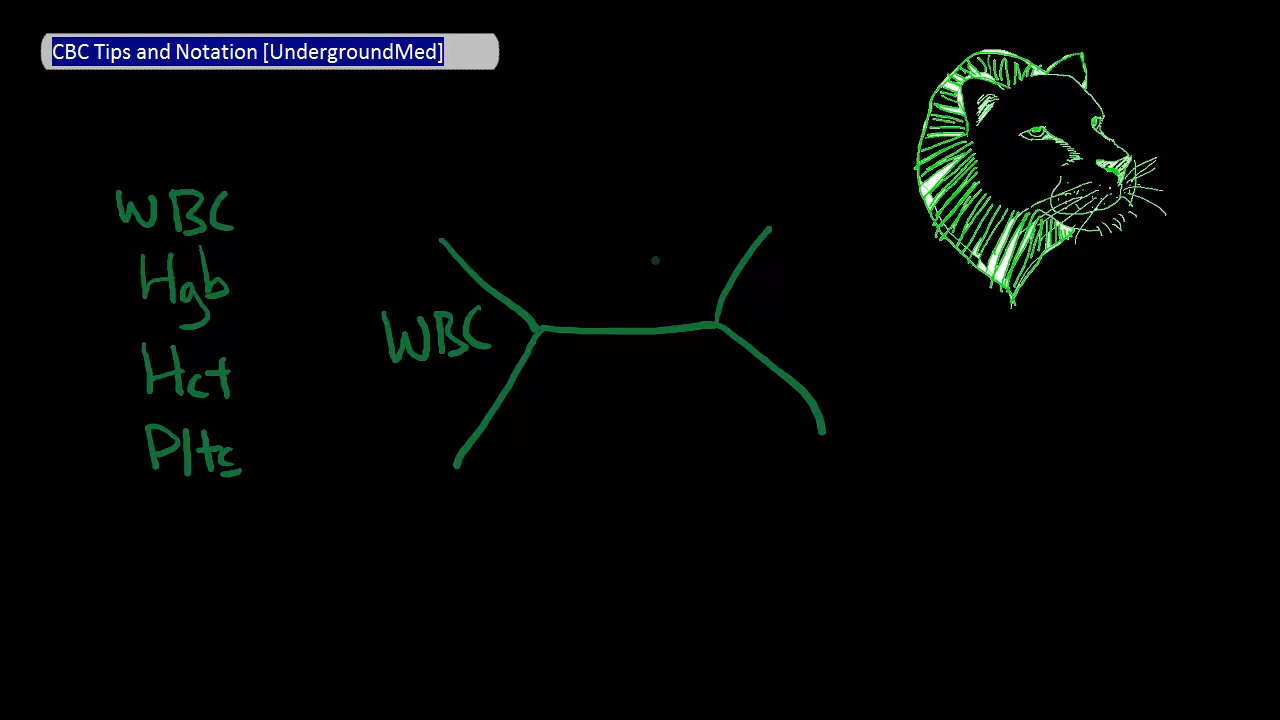 CBC Tips and Notation [UndergroundMed]
WBC
Hgb
Hct
Plts
WBC